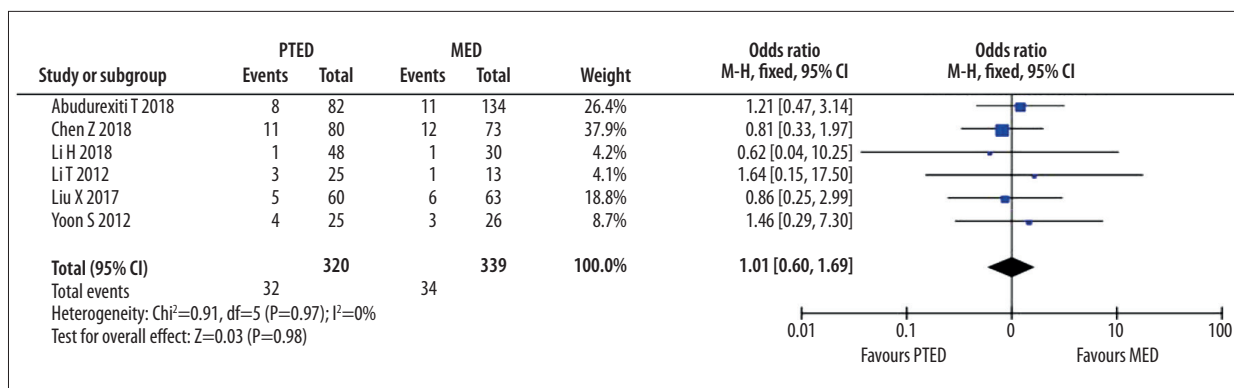 PTED MED Odds ratio Odds ratio
Study or subgroup Events Total Events Total Weight M-H, fixed, 95% CI M-H, fixed, 95% CI
Abudurexiti T 2018 8 82 11 134 26.4% 1.21 [0.47, 3.14]
Chen Z 2018 11 80 12 73 37.9% 0.81 [0.33, 1.97]
Li H 2018 1 48 1 30 4.2% 0.62 [0.04, 10.25]
Li T 2012 3 25 1 13 4.1% 1.64 [0.15, 17.50]
Liu X 2017 5 60 6 63 18.8% 0.86 [0.25, 2.99]
Yoon S 2012 4 25 3 26 8.7% 1.46 [0.29, 7.30]
Total (95% CI) 320 339 100.0% 1.01 [0.60, 1.69]
Total events 32 34
Heterogeneity: Chi²=0.91, df=5 (P=0.97); I²=0%
Test for overall effect: Z=0.03 (P=0.98)
0.01 0.1 0 10 100
Favours PTED Favours MED